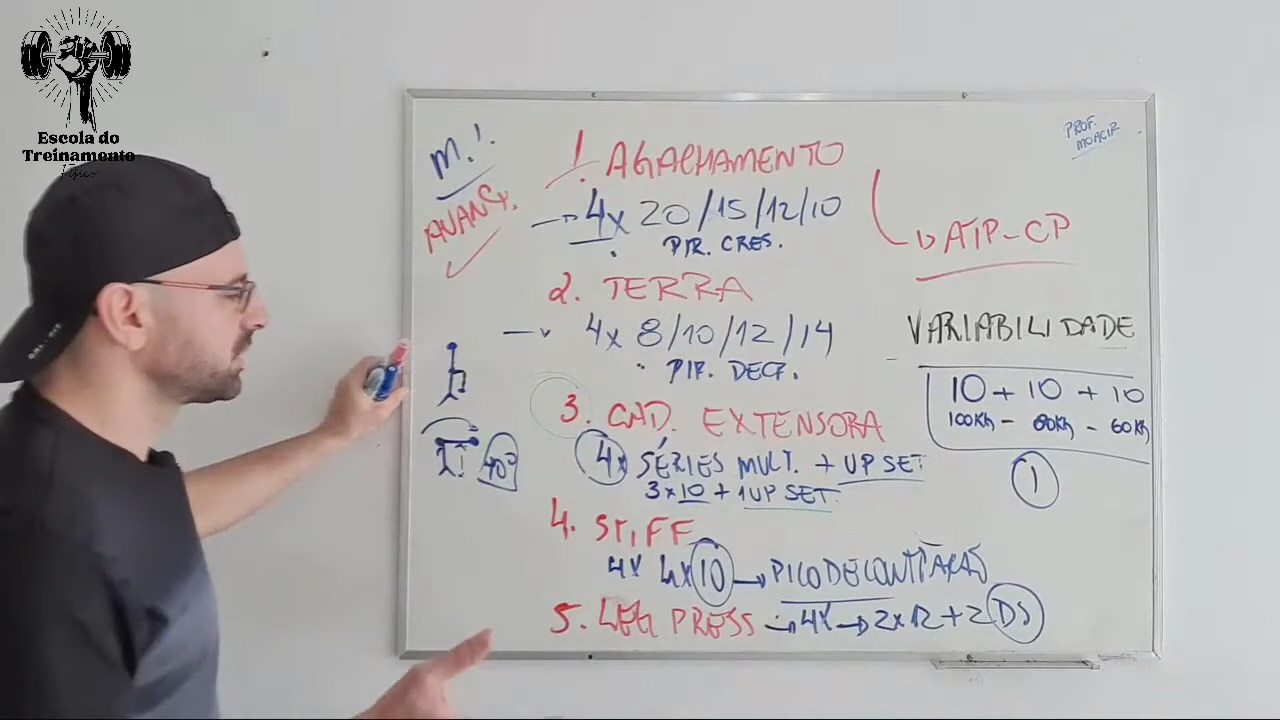 Escola do
Treinamento
Físico
PROF.
MOACIR
M.I.
AVANÇ.
1. AGACHAMENTO
4x 20/15/12/10
PIR. CRES.
ATP-CP
2. TERRA
4x 8/10/12/14
PIR. DECR.
VARIABILIDADE
10 + 10 + 10
100Kg - 80Kg - 60Kg
1
3. CAD. EXTENSORA
4x SÉRIES MULT. + UP SET
3x10 + 1 UP SET
90°
4. STIFF
4x 4x10 → PICO DE CONTRAÇÃO
5. LEG PRESS → 4x → 2x12 + 2 DS